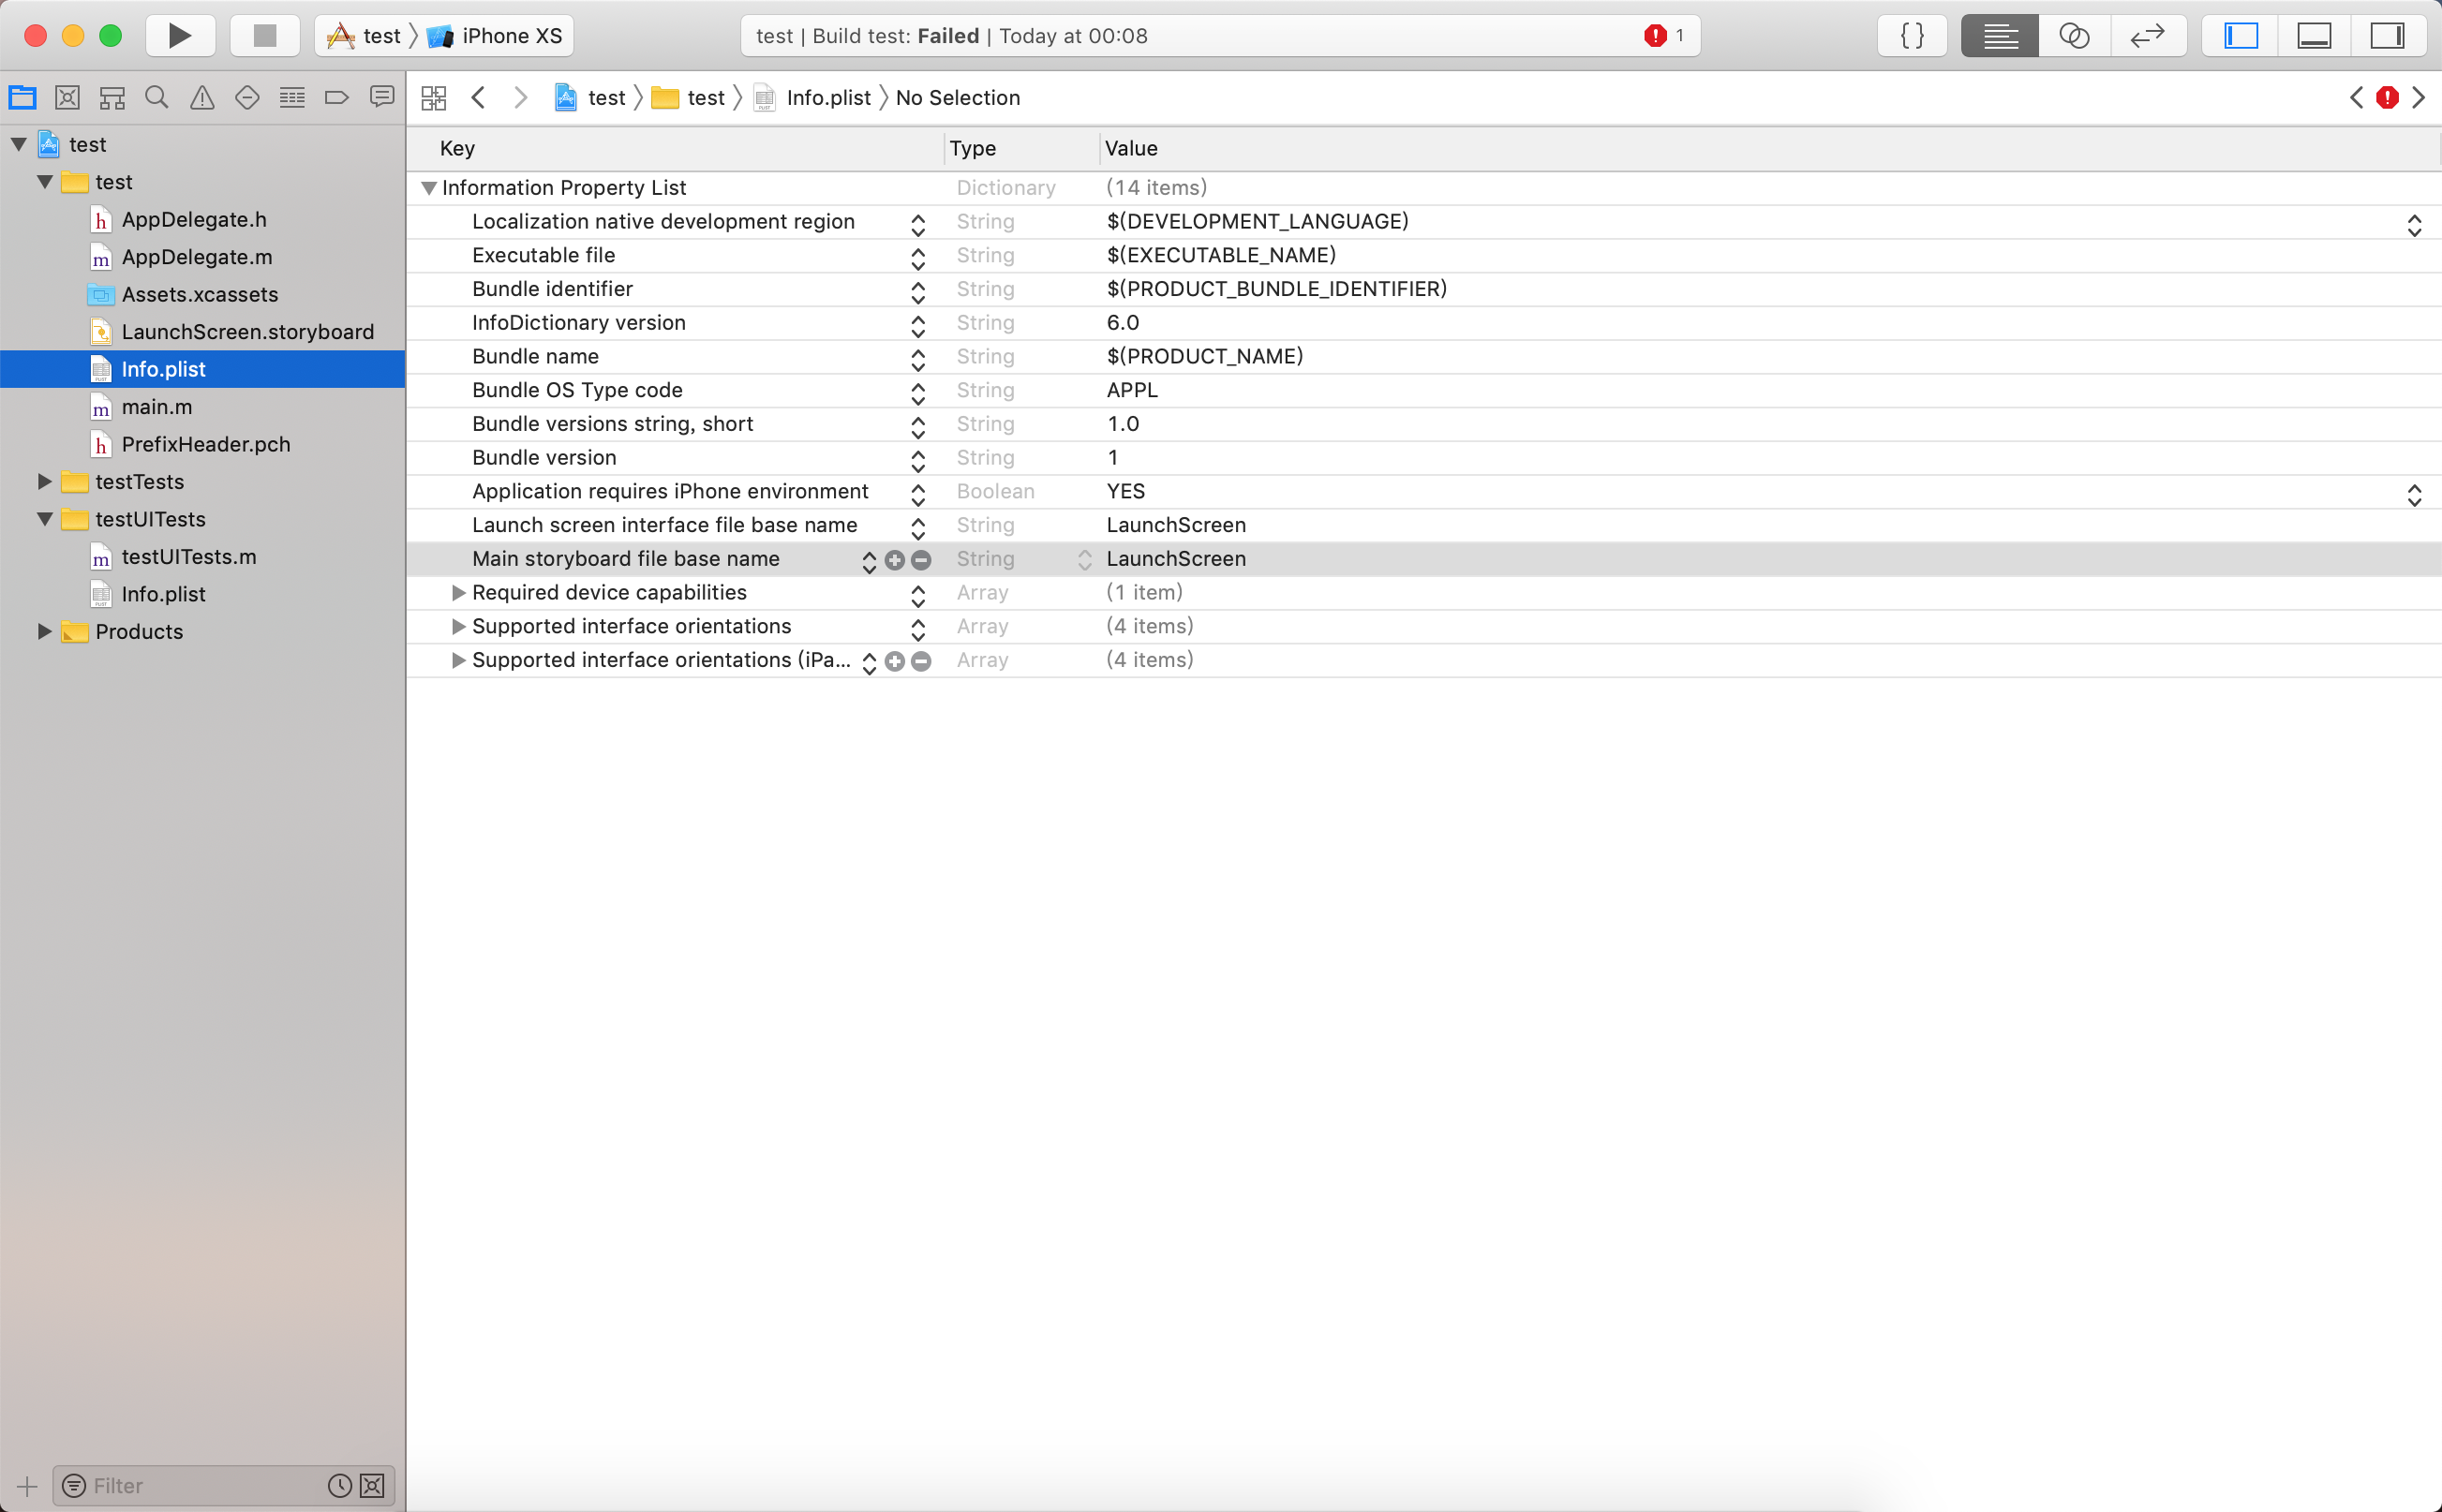 test › iPhone XS
test | Build test: Failed | Today at 00:08
1
test › test › Info.plist › No Selection
test
test
AppDelegate.h
AppDelegate.m
Assets.xcassets
LaunchScreen.storyboard
Info.plist
main.m
PrefixHeader.pch
testTests
testUITests
testUITests.m
Info.plist
Products
Filter
Key Type Value
Information Property List Dictionary (14 items)
Localization native development region String $(DEVELOPMENT_LANGUAGE)
Executable file String $(EXECUTABLE_NAME)
Bundle identifier String $(PRODUCT_BUNDLE_IDENTIFIER)
InfoDictionary version String 6.0
Bundle name String $(PRODUCT_NAME)
Bundle OS Type code String APPL
Bundle versions string, short String 1.0
Bundle version String 1
Application requires iPhone environment Boolean YES
Launch screen interface file base name String LaunchScreen
Main storyboard file base name String LaunchScreen
Required device capabilities Array (1 item)
Supported interface orientations Array (4 items)
Supported interface orientations (iPa... Array (4 items)